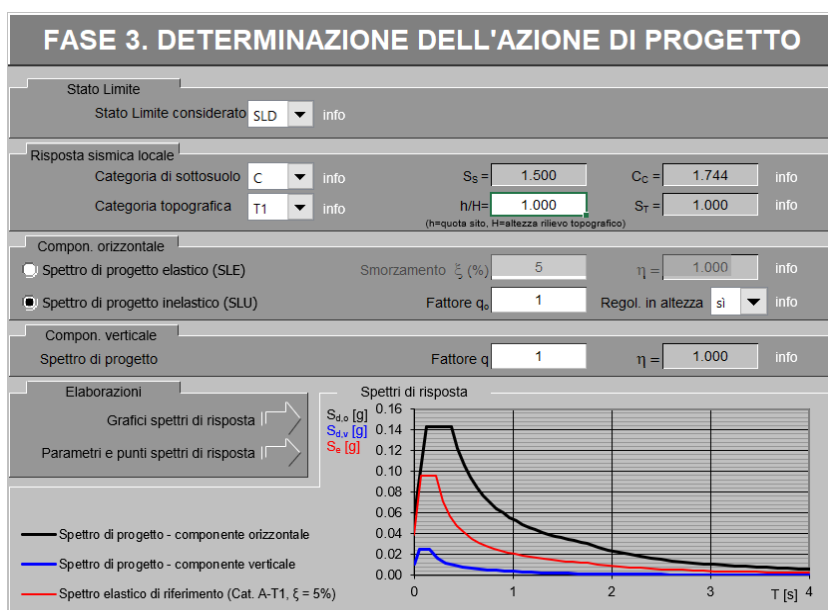 FASE 3. DETERMINAZIONE DELL'AZIONE DI PROGETTO
Stato Limite
Stato Limite considerato SLD info
Risposta sismica locale
Categoria di sottosuolo C info SS = 1.500 CC = 1.744 info
Categoria topografica T1 info h/H= 1.000 ST = 1.000 info
(h=quota sito, H=altezza rilievo topografico)
Compon. orizzontale
Spettro di progetto elastico (SLE) Smorzamento ξ (%) 5 η = 1.000 info
Spettro di progetto inelastico (SLU) Fattore qo 1 Regol. in altezza sì info
Compon. verticale
Spettro di progetto Fattore q 1 η = 1.000 info
Elaborazioni
Grafici spettri di risposta
Parametri e punti spettri di risposta
Spettri di risposta
Sd,o [g]
Sd,v [g]
Se [g]
0.16
0.14
0.12
0.10
0.08
0.06
0.04
0.02
0.00
0 1 2 3 T [s] 4
Spettro di progetto - componente orizzontale
Spettro di progetto - componente verticale
Spettro elastico di riferimento (Cat. A-T1, ξ = 5%)